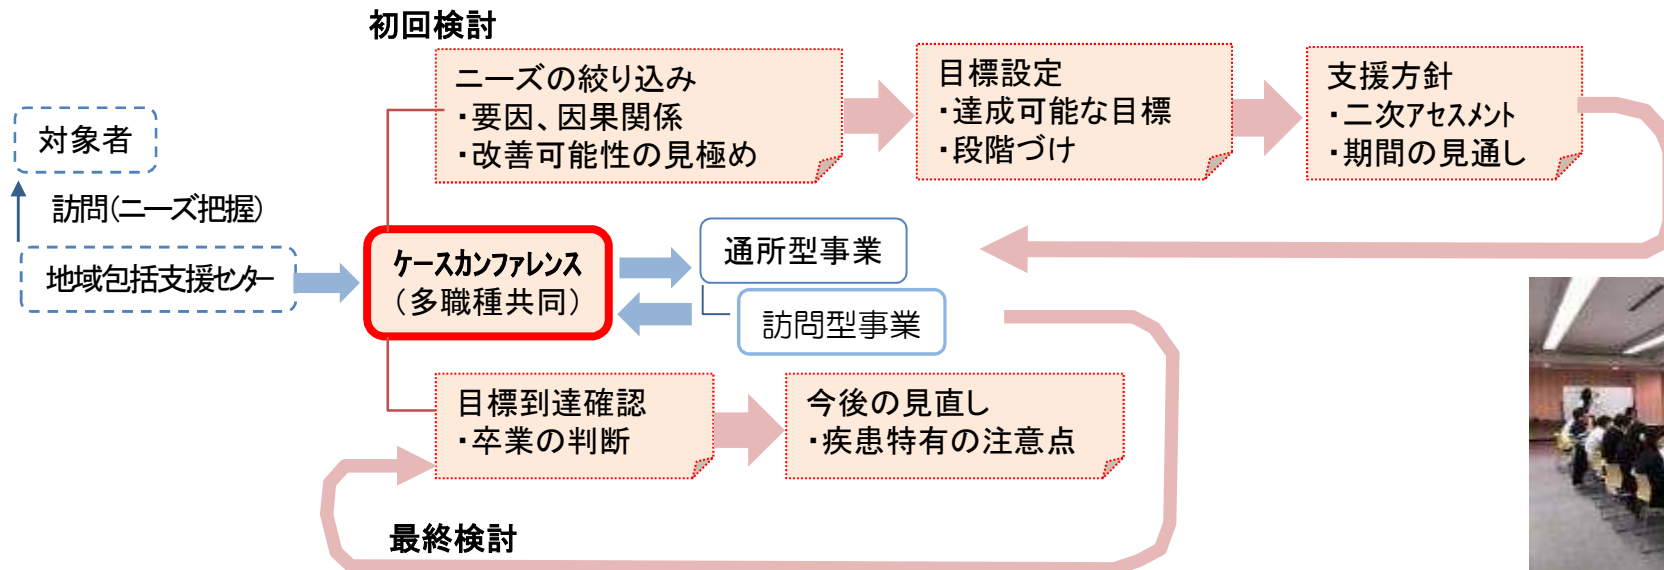 初回検討
ニーズの絞り込み
・要因、因果関係
・改善可能性の見極め
目標設定
・達成可能な目標
・段階づけ
支援方針
・二次アセスメント
・期間の見通し
対象者
訪問(ニーズ把握)
地域包括支援センター
ケースカンファレンス
(多職種共同)
通所型事業
訪問型事業
目標到達確認
・卒業の判断
今後の見直し
・疾患特有の注意点
最終検討